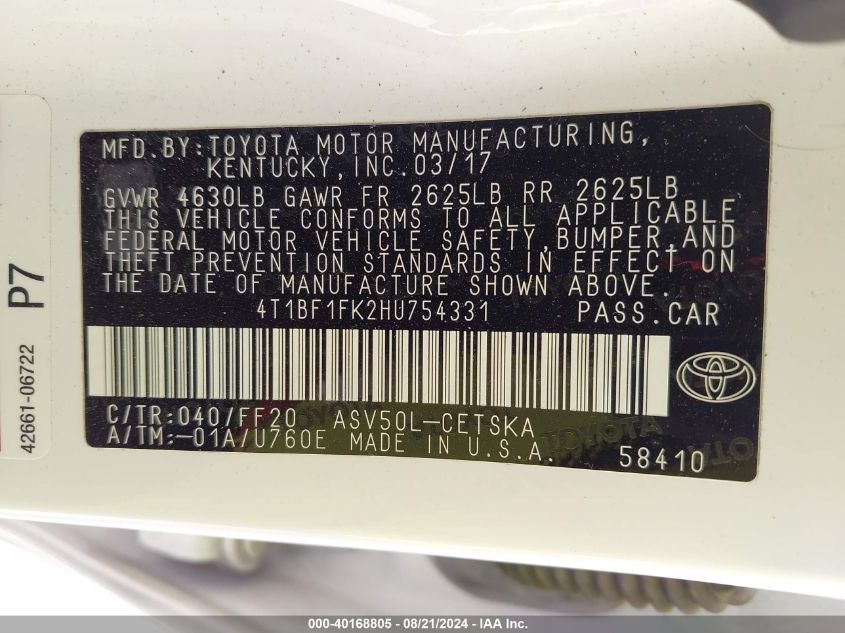 MFD.BY:TOYOTA MOTOR MANUFACTURING,
KENTUCKY,INC.03/17
GVWR 4630LB GAWR FR 2625LB RR 2625LB
THIS VEHICLE CONFORMS TO ALL APPLICABLE
FEDERAL MOTOR VEHICLE SAFETY,BUMPER,AND
THEFT PREVENTION STANDARDS IN EFFECT ON
THE DATE OF MANUFACTURE SHOWN ABOVE.
4T1BF1FK2HU754331 PASS.CAR
C/TR:040/FF20 ASV50L-CETSKA
A/TM:-01A/U760E MADE IN U.S.A.
58410
TOYOTA
P7
42661-06722
000-40168805 - 08/21/2024 - IAA Inc.